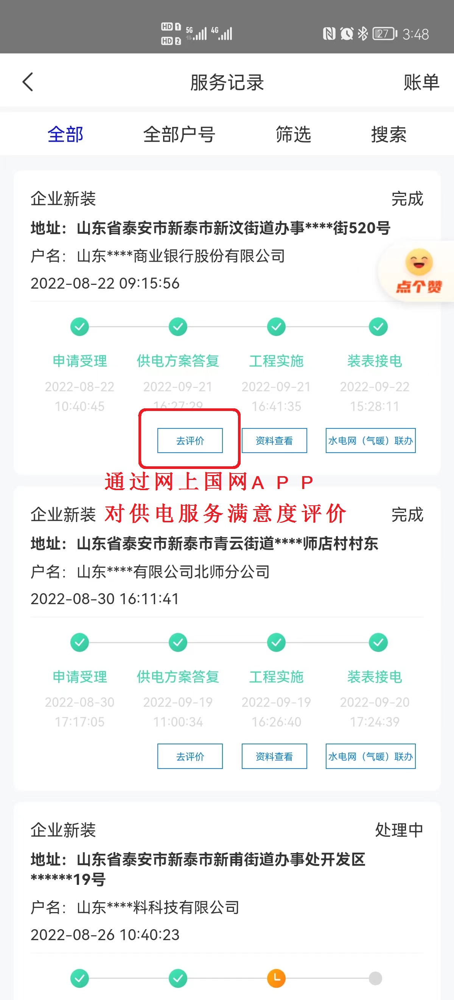 HD 1 5G 4G 27 3:48
HD 2
服务记录 账单
全部 全部户号 筛选 搜索
企业新装 完成
地址：山东省泰安市新泰市新汶街道办事****街520号
户名：山东****商业银行股份有限公司
点个赞
2022-08-22 09:15:56
申请受理 供电方案答复 工程实施 装表接电
2022-08-22 2022-09-21 2022-09-21 2022-09-22
10:40:45 16:27:29 16:41:35 15:28:11
去评价 资料查看 水电网（气暖）联办
通过网上国网APP
对供电服务满意度评价
企业新装 完成
地址：山东省泰安市新泰市青云街道****师店村村东
户名：山东****有限公司北师分公司
2022-08-30 16:11:41
申请受理 供电方案答复 工程实施 装表接电
2022-08-30 2022-09-19 2022-09-19 2022-09-20
17:17:05 11:00:34 16:26:40 17:24:39
去评价 资料查看 水电网（气暖）联办
企业新装 处理中
地址：山东省泰安市新泰市新甫街道办事处开发区
******19号
户名：山东****料科技有限公司
2022-08-26 10:40:23